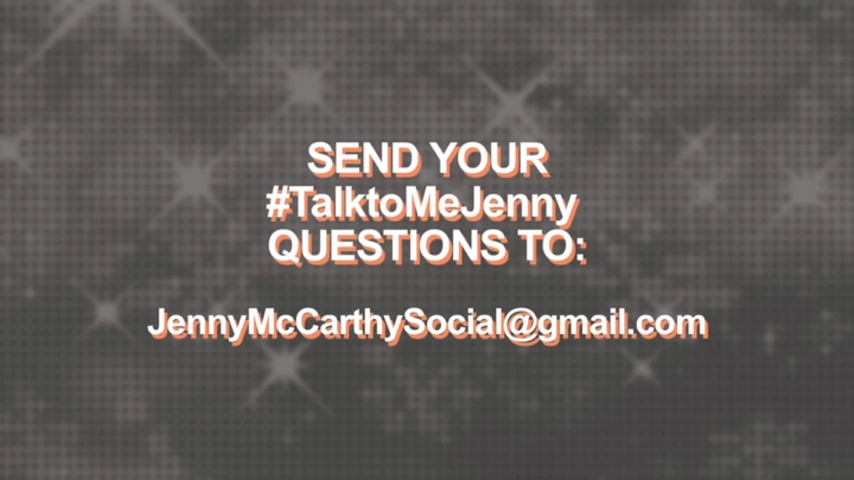 SEND YOUR
#TalktoMeJenny
QUESTIONS TO:
JennyMcCarthySocial@gmail.com